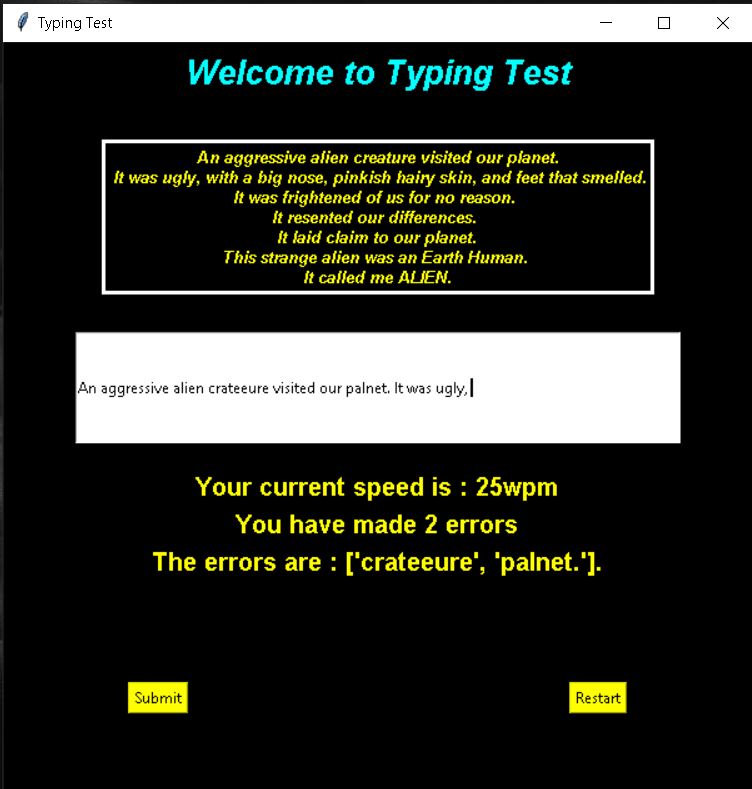 Typing Test
Welcome to Typing Test
An aggressive alien creature visited our planet.
It was ugly, with a big nose, pinkish hairy skin, and feet that smelled.
It was frightened of us for no reason.
It resented our differences.
It laid claim to our planet.
This strange alien was an Earth Human.
It called me ALIEN.
An aggressive alien crateeure visited our palnet. It was ugly,
Your current speed is : 25wpm
You have made 2 errors
The errors are : ['crateeure', 'palnet.'].
Submit
Restart